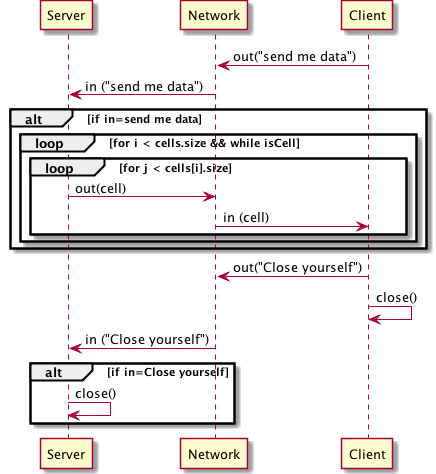 Server Network Client
out("send me data")
in ("send me data")
alt [if in=send me data]
loop [for i < cells.size && while isCell]
loop [for j < cells[i].size]
out(cell)
in (cell)
out("Close yourself")
close()
in ("Close yourself")
alt [if in=Close yourself]
close()
Server Network Client